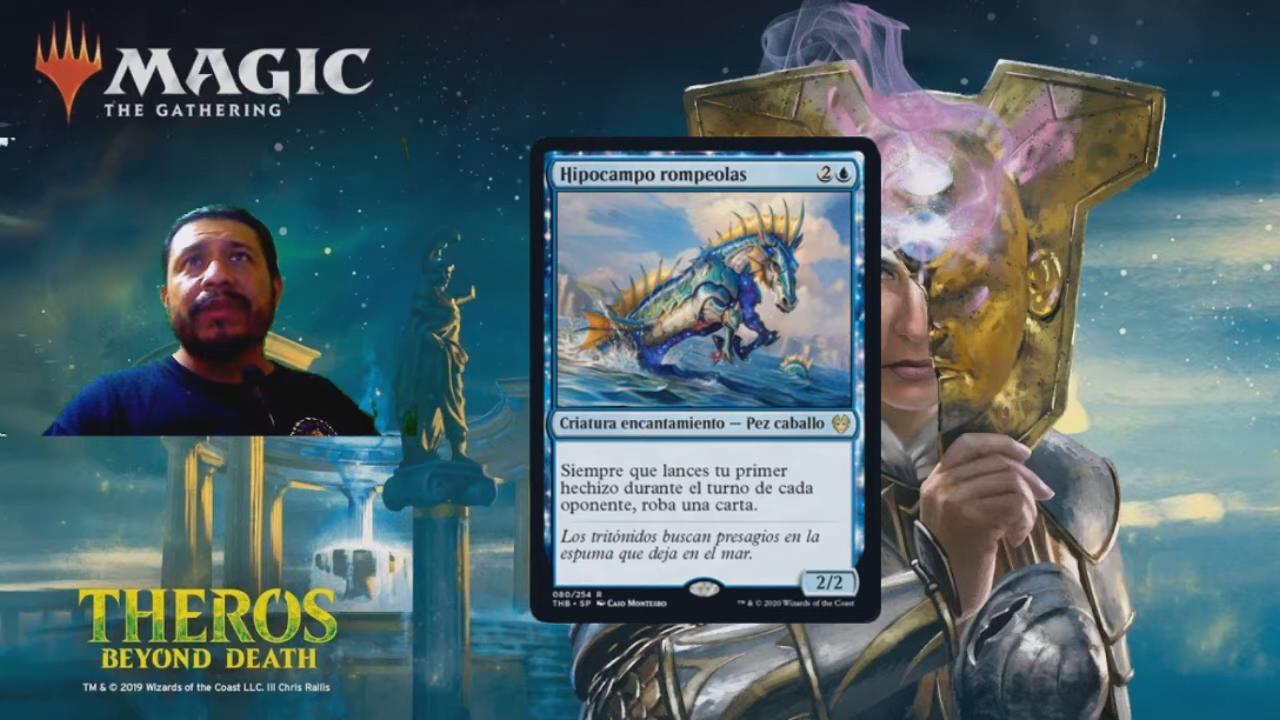 MAGIC
THE GATHERING
Hipocampo rompeolas
2
Criatura encantamiento — Pez caballo
Siempre que lances tu primer
hechizo durante el turno de cada
oponente, roba una carta.
Los tritónidos buscan presagios en la
espuma que deja en el mar.
2/2
080/254 R
THB • SP Caio Monteiro
™ & © 2020 Wizards of the Coast
THEROS
BEYOND DEATH
TM & © 2019 Wizards of the Coast LLC. Ill Chris Rallis